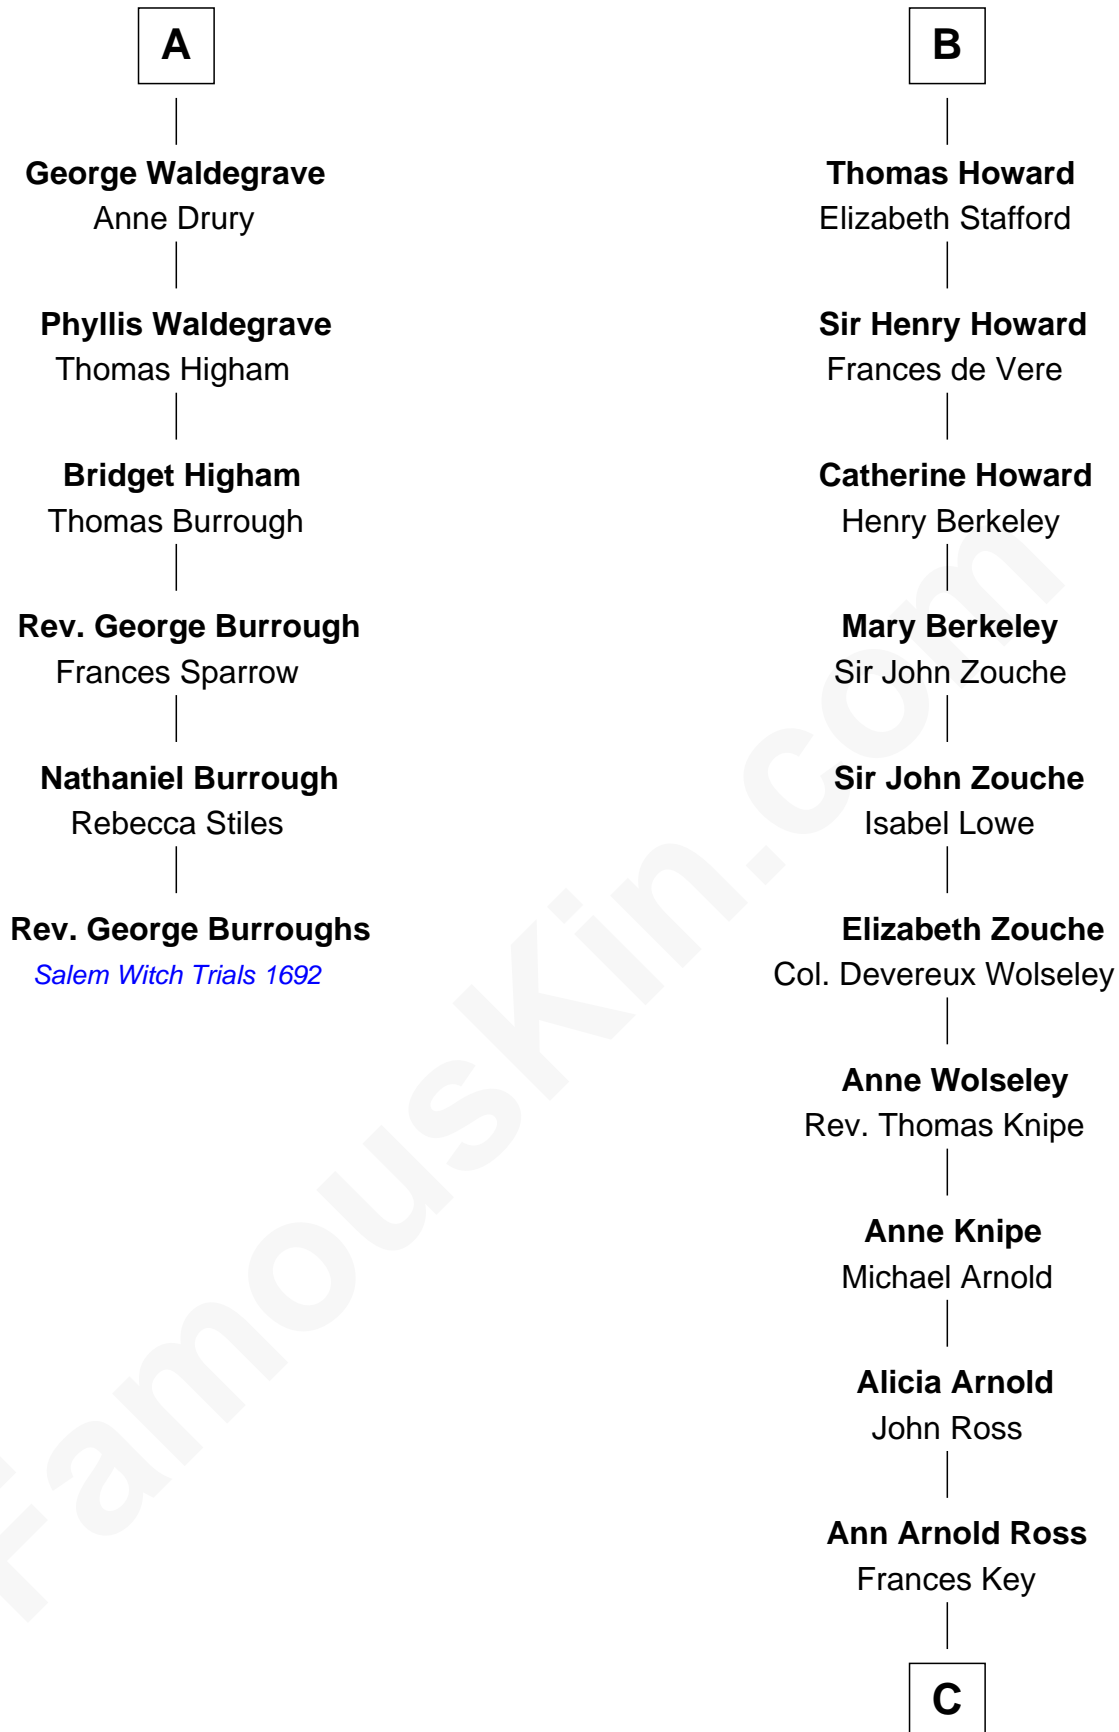 A
George Waldegrave
Anne Drury
Phyllis Waldegrave
Thomas Higham
Bridget Higham
Thomas Burrough
Rev. George Burrough
Frances Sparrow
Nathaniel Burrough
Rebecca Stiles
Rev. George Burroughs
Salem Witch Trials 1692
B
Thomas Howard
Elizabeth Stafford
Sir Henry Howard
Frances de Vere
Catherine Howard
Henry Berkeley
Mary Berkeley
Sir John Zouche
Sir John Zouche
Isabel Lowe
Elizabeth Zouche
Col. Devereux Wolseley
Anne Wolseley
Rev. Thomas Knipe
Anne Knipe
Michael Arnold
Alicia Arnold
John Ross
Ann Arnold Ross
Frances Key
C
FamousKin.com